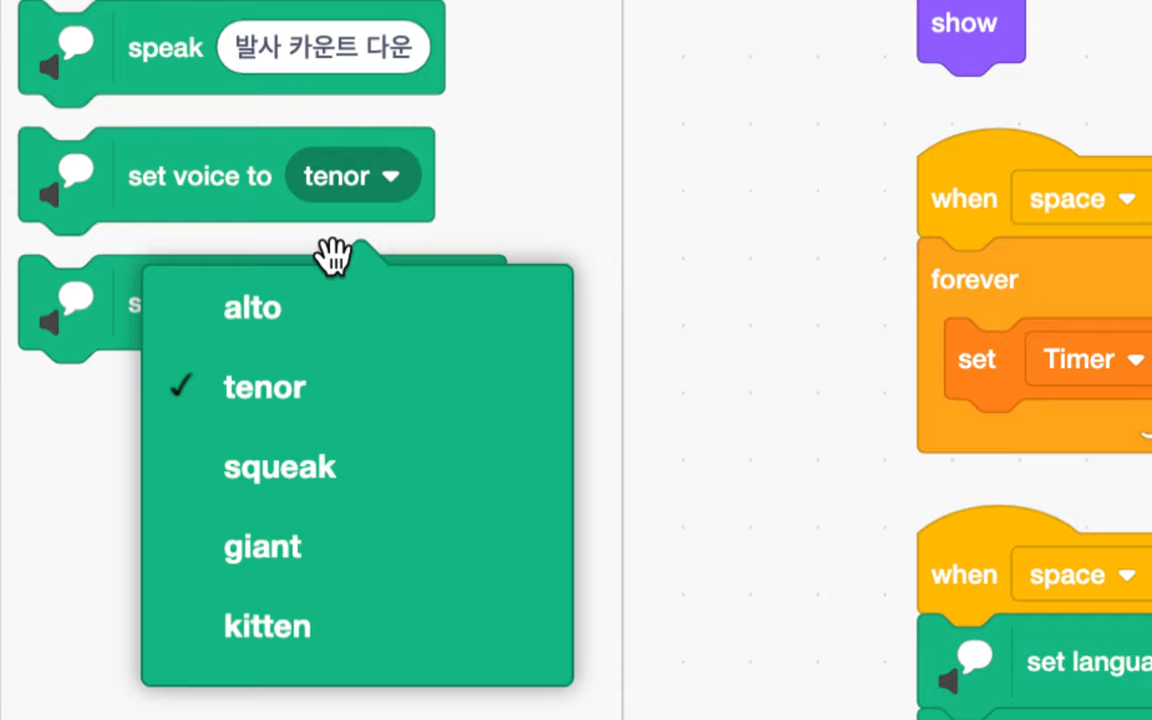 speak 발사 카운트 다운
set voice to tenor
s
alto
tenor
squeak
giant
kitten
show
when space
forever
set Timer
when space
set